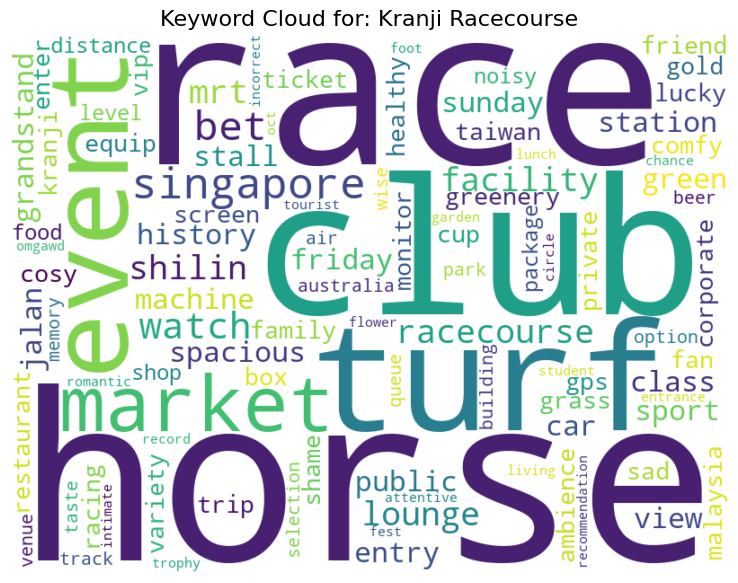 Keyword Cloud for: Kranji Racecourse
race
club
horse
turf
event
market
singapore
bet
mrt
stall
ticket
sunday
noisy
taiwan
station
friend
gold
lucky
comfy
green
chance
beer
foot
healthy
incorrect
oct
lunch
distance
vip
enter
level
equip
kranji
grandstand
food
omgawd
cosy
jalan
memory
history
screen
shilin
machine
watch
spacious
shop
box
family
friday
tourist
air
australia
monitor
wise
facility
greenery
garden
cup
park
package
circle
private
corporate
racecourse
option
flower
queue
building
student
gps
grass
car
class
fan
entrance
sport
romantic
restaurant
record
taste
racing
intimate
venue
track
variety
trophy
trip
selection
shame
public
attentive
lounge
fest
entry
living
ambience
recommendation
sad
view
malaysia